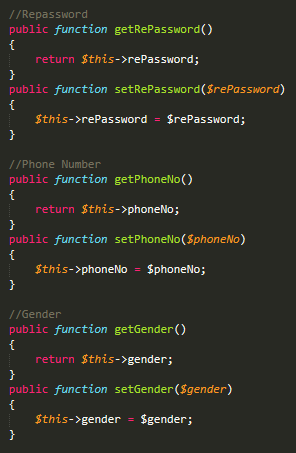 //Repassword
public function getRePassword()
{
return $this->rePassword;
}
public function setRePassword($rePassword)
{
$this->rePassword = $rePassword;
}
//Phone Number
public function getPhoneNo()
{
return $this->phoneNo;
}
public function setPhoneNo($phoneNo)
{
$this->phoneNo = $phoneNo;
}
//Gender
public function getGender()
{
return $this->gender;
}
public function setGender($gender)
{
$this->gender = $gender;
}